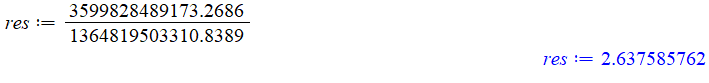 res := 3599828489173.2686 / 1364819503310.8389
res := 2.637585762